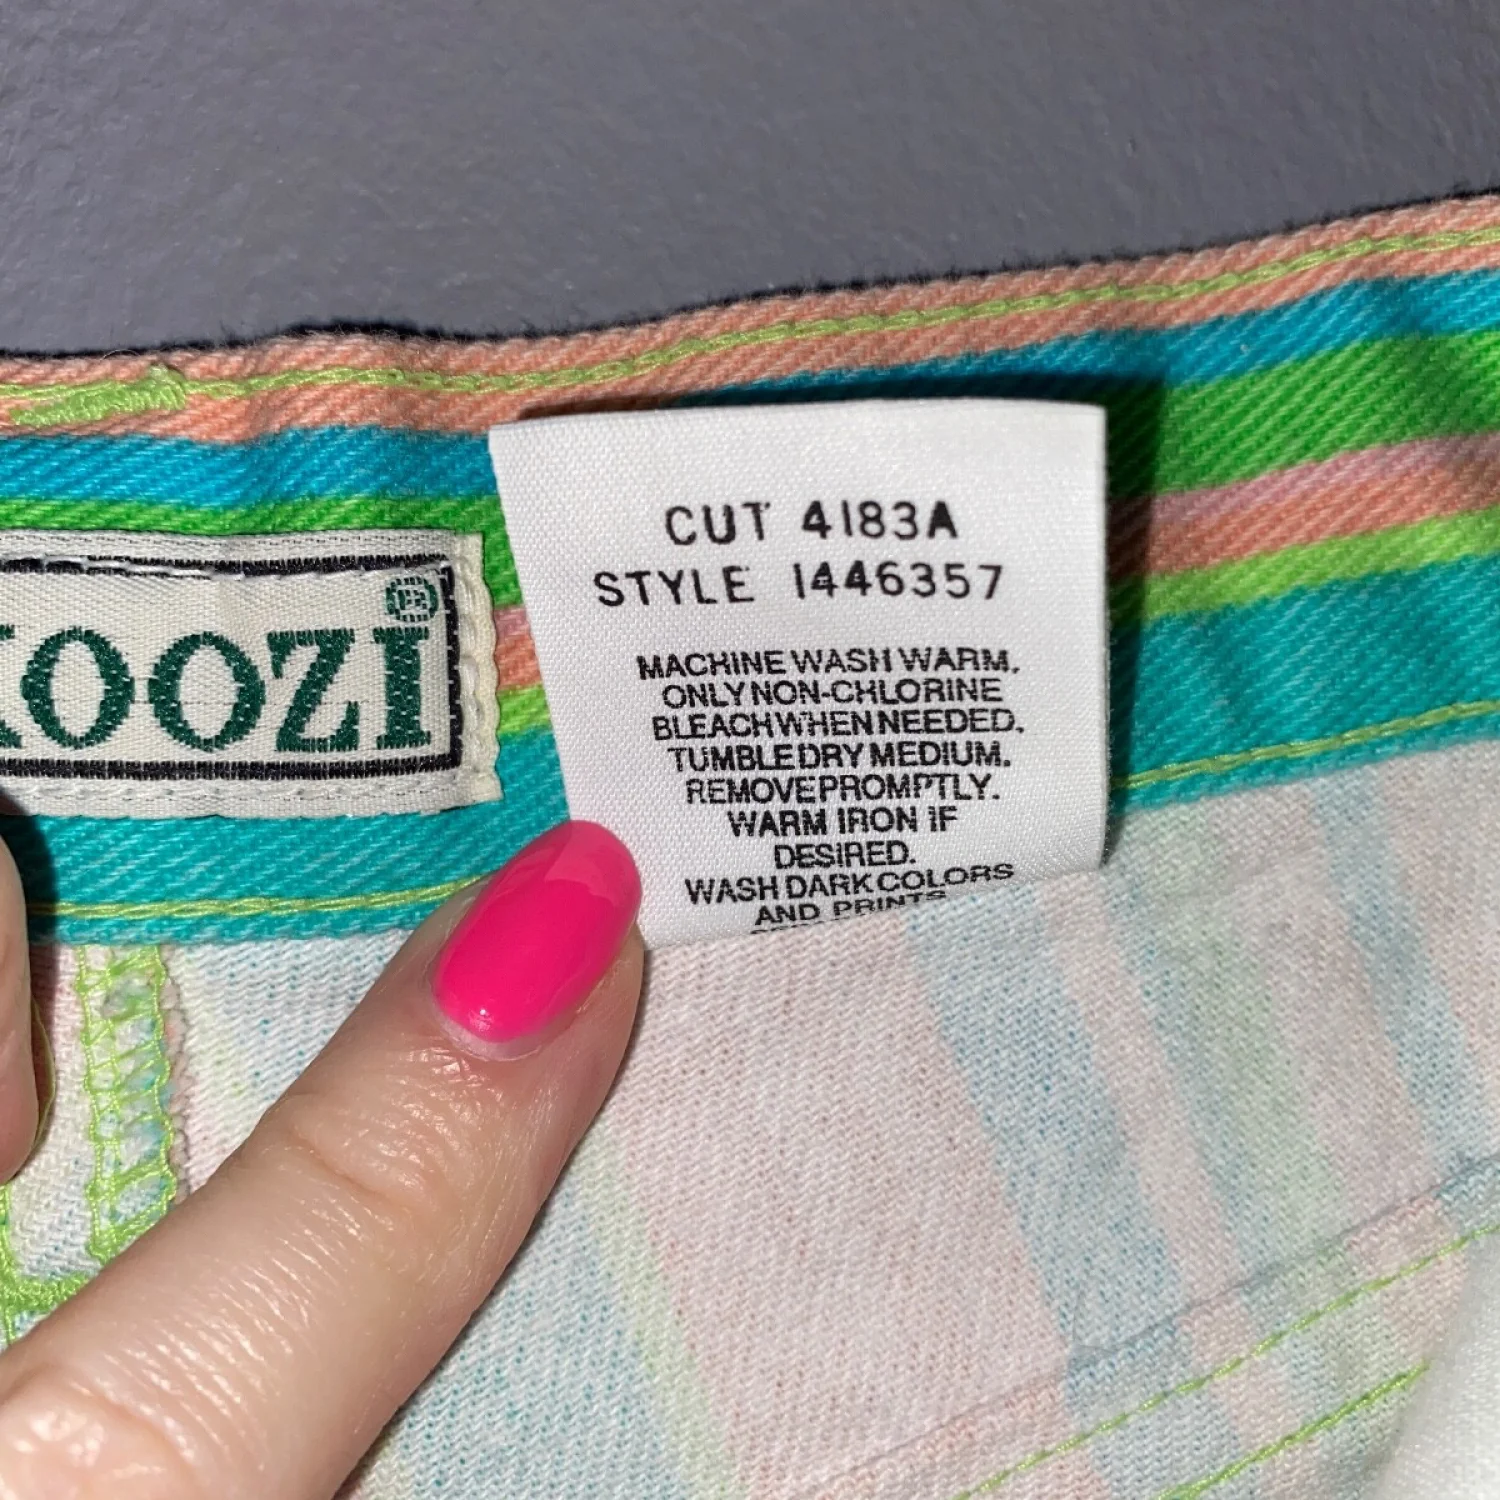 CUT 4183A
STYLE 1446357
MACHINE WASH WARM.
ONLY NON-CHLORINE
BLEACH WHEN NEEDED.
TUMBLE DRY MEDIUM.
REMOVE PROMPTLY.
WARM IRON IF
DESIRED.
WASH DARK COLORS
AND PRINTS
KOOZI®